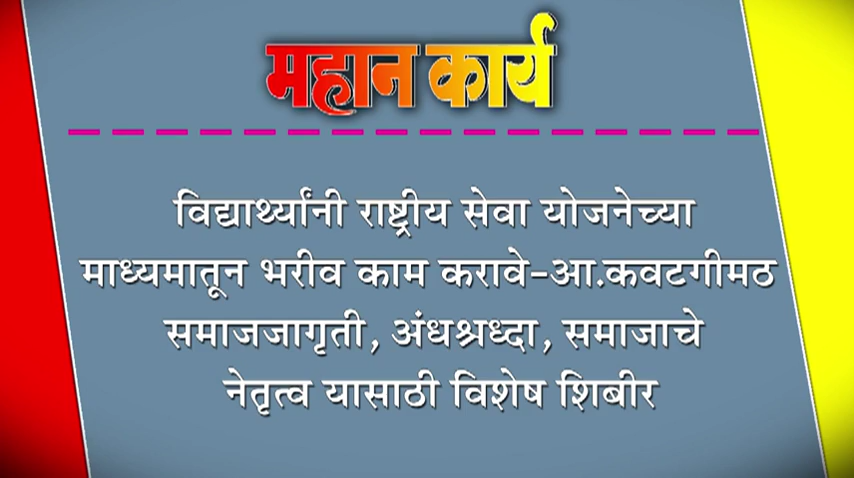 महान कार्य
विद्यार्थ्यांनी राष्ट्रीय सेवा योजनेच्या
माध्यमातून भरीव काम करावे-आ.कवटगीमठ
समाजजागृती, अंधश्रध्दा, समाजाचे
नेतृत्व यासाठी विशेष शिबीर